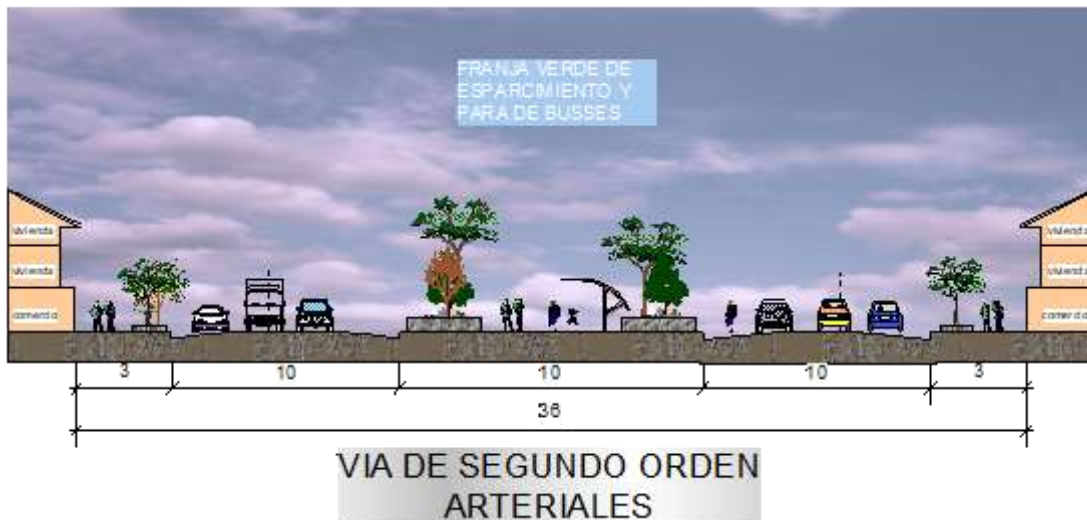 FRANJA VERDE DE
ESPARCIMIENTO Y
PARA DE BUSSES
vivienda
vivienda
vivienda
vivienda
comercio
comercio
3
10
10
10
3
36
VIA DE SEGUNDO ORDEN
ARTERIALES